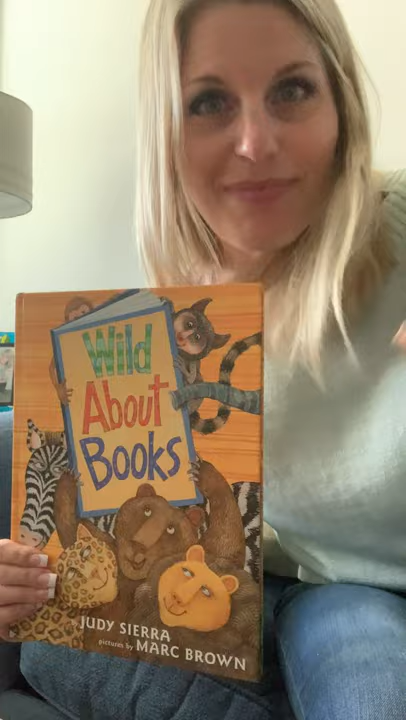 Wild
About
Books
JUDY SIERRA
pictures by MARC BROWN